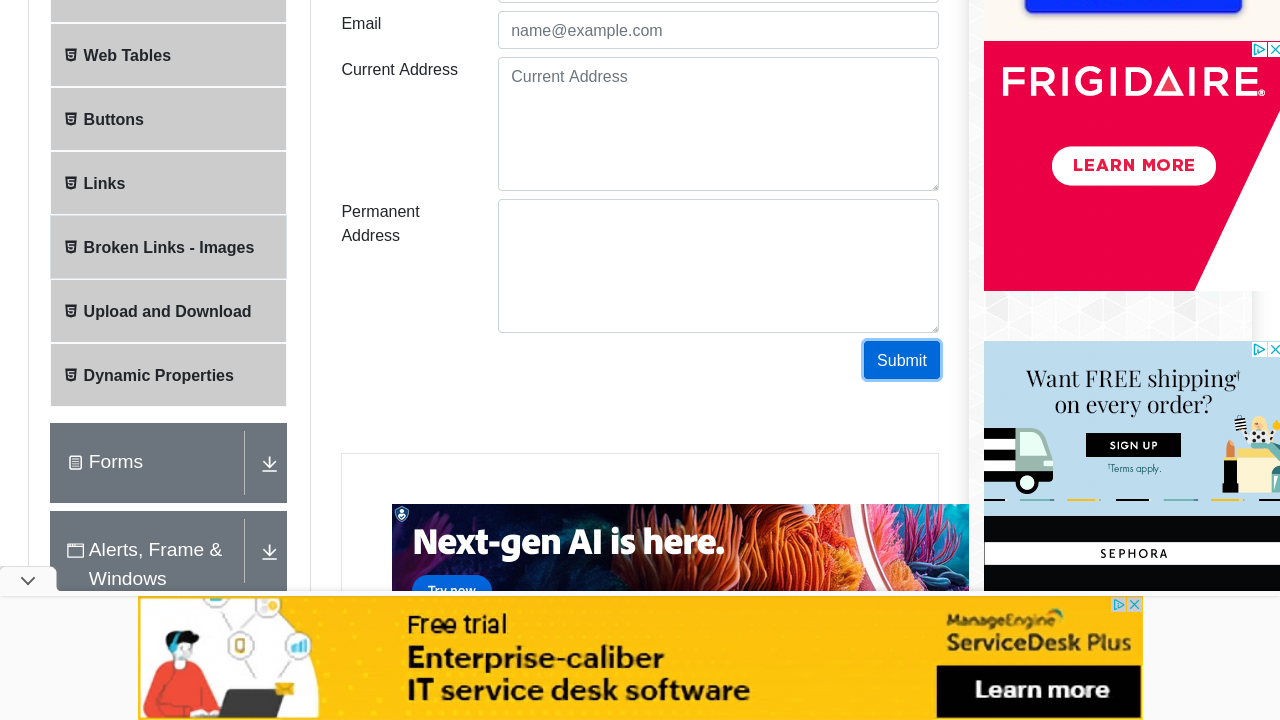 Email
name@example.com
Current Address
Current Address
Permanent
Address
Submit
Web Tables
Buttons
Links
Broken Links - Images
Upload and Download
Dynamic Properties
Forms
Alerts, Frame &
Windows
Next-gen AI is here.
Try now
FRIGIDAIRE®
LEARN MORE
Want FREE shipping†
on every order?
SIGN UP
†Terms apply.
SEPHORA
Free trial
Enterprise-caliber
IT service desk software
ManageEngine
ServiceDesk Plus
Learn more